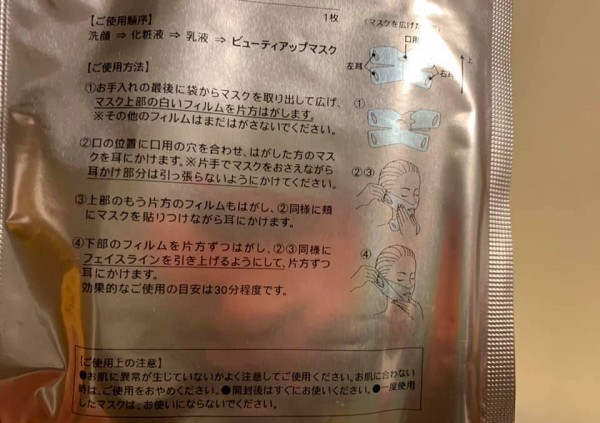 1枚
【ご使用順序】
洗顔 ⇒ 化粧液 ⇒ 乳液 ⇒ ビューティアップマスク
【ご使用方法】
①お手入れの最後に袋からマスクを取り出して広げ、
マスク上部の白いフィルムを片方はがします。
※その他のフィルムはまだはがさないでください。
②口の位置に口用の穴を合わせ、はがした方のマス
クを耳にかけます。※片手でマスクをおさえながら
耳かけ部分は引っ張らないようにかけてください。
③上部のもう片方のフィルムもはがし、②同様に頬
にマスクを貼りつけながら耳にかけます。
④下部のフィルムを片方ずつはがし、②③同様に
フェイスラインを引き上げるようにして、片方ずつ
耳にかけます。
効果的なご使用の目安は30分程度です。
〈マスクを広げた
口用
上
左耳
右耳
①
②③
④
【ご使用上の注意】
●お肌に異常が生じていないかよく注意してご使用ください。お肌に合わない
時は、ご使用をおやめください。●開封後はすぐにお使いください。●一度使用
したマスクは、お使いにならないでください。